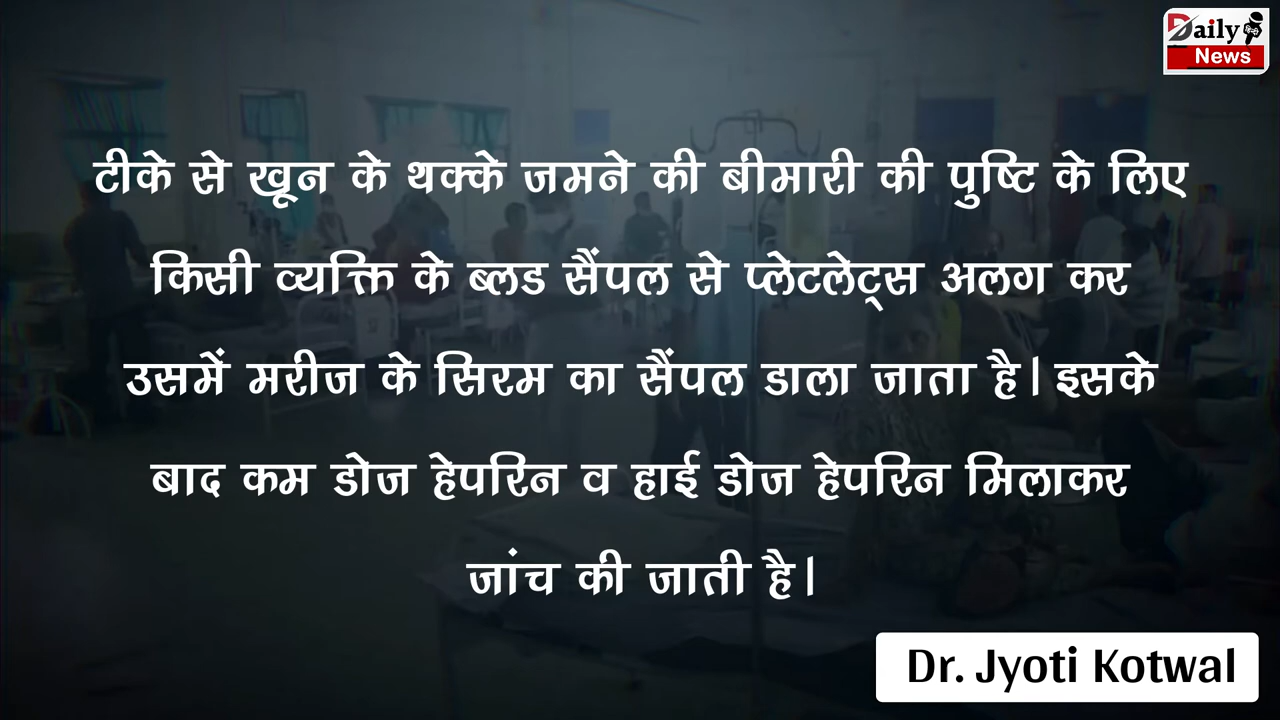 Daily
News
टीके से खून के थक्के जमने की बीमारी की पुष्टि के लिए
किसी व्यक्ति के ब्लड सैंपल से प्लेटलेट्स अलग कर
उसमें मरीज के सिरम का सैंपल डाला जाता है। इसके
बाद कम डोज हेपरिन व हाई डोज हेपरिन मिलाकर
जांच की जाती है।
Dr. Jyoti Kotwal